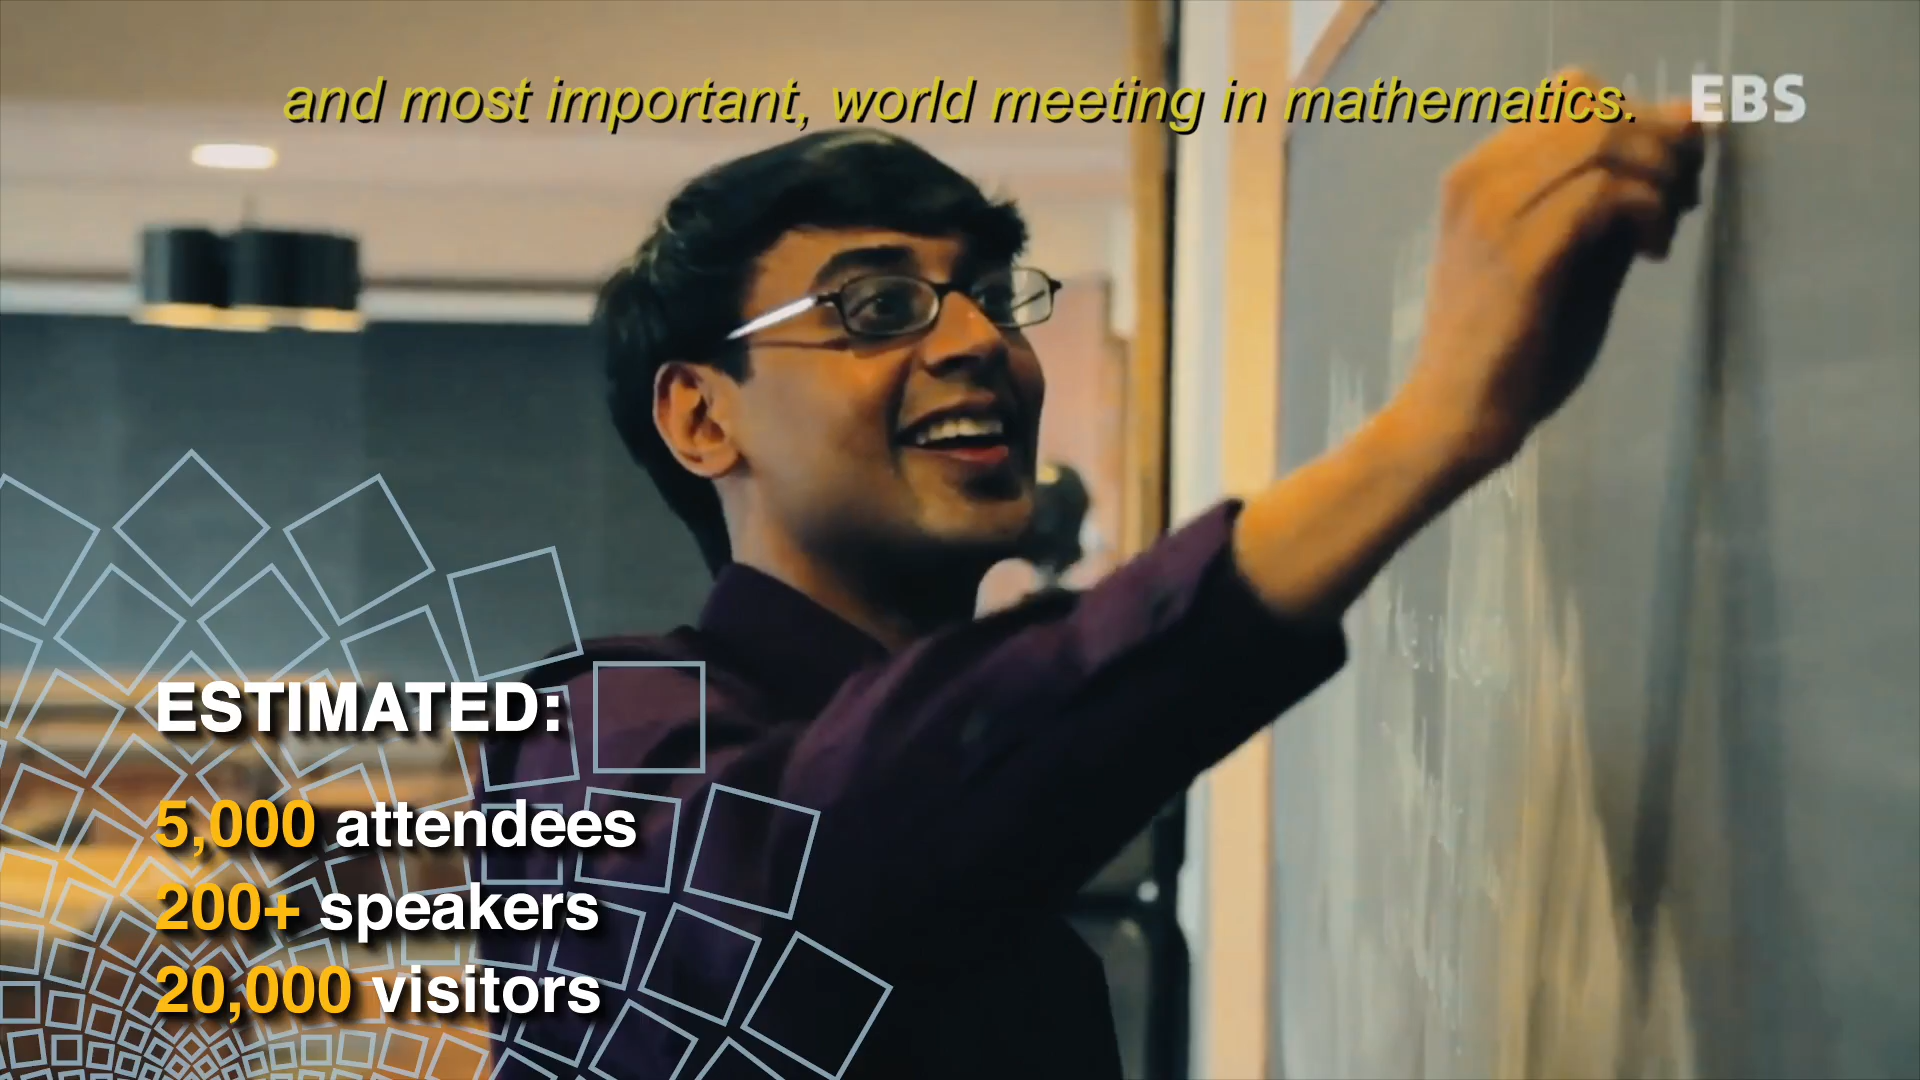 and most important, world meeting in mathematics.
EBS
ESTIMATED:
5,000 attendees
200+ speakers
20,000 visitors